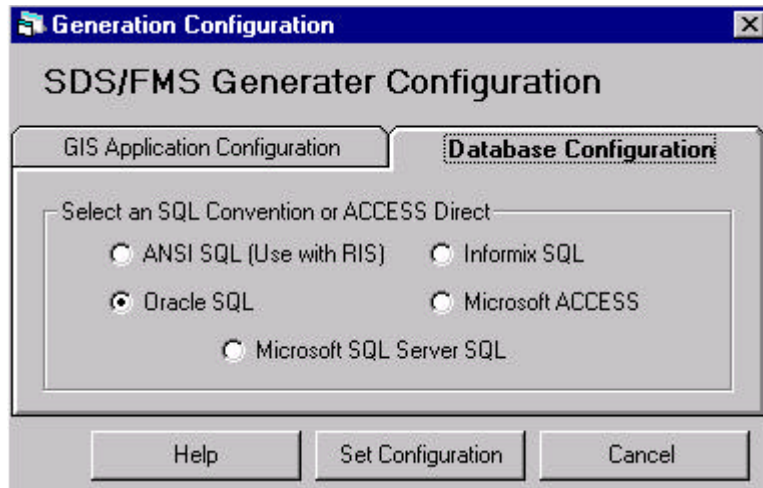 Generation Configuration
SDS/FMS Generater Configuration
GIS Application Configuration
Database Configuration
Select an SQL Convention or ACCESS Direct
ANSI SQL (Use with RIS)
Informix SQL
Oracle SQL
Microsoft ACCESS
Microsoft SQL Server SQL
Help
Set Configuration
Cancel